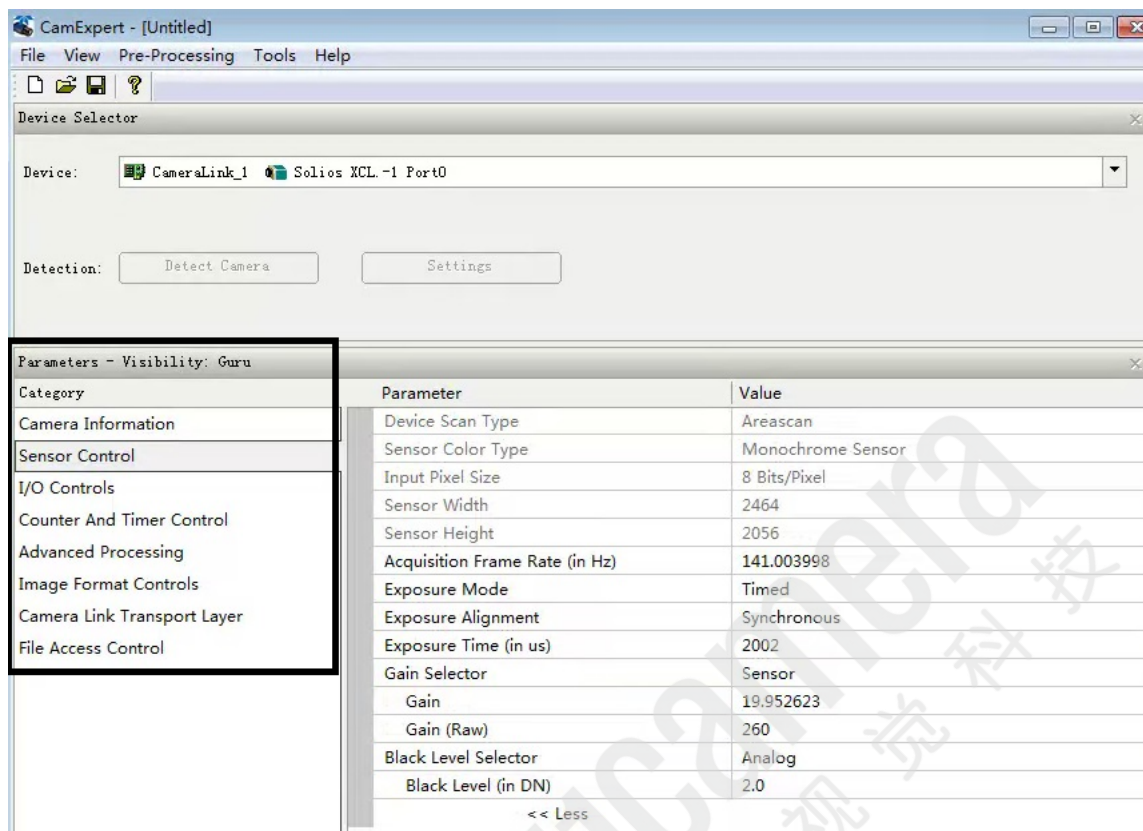 CamExpert - [Untitled]
File View Pre-Processing Tools Help
Device Selector
Device: CameraLink_1 Solios XCL.-1 Port0
Detection: Detect Camera Settings
Parameters - Visibility: Guru
Category
Camera Information
Sensor Control
I/O Controls
Counter And Timer Control
Advanced Processing
Image Format Controls
Camera Link Transport Layer
File Access Control
Parameter Value
Device Scan Type Areascan
Sensor Color Type Monochrome Sensor
Input Pixel Size 8 Bits/Pixel
Sensor Width 2464
Sensor Height 2056
Acquisition Frame Rate (in Hz) 141.003998
Exposure Mode Timed
Exposure Alignment Synchronous
Exposure Time (in us) 2002
Gain Selector Sensor
Gain 19.952623
Gain (Raw) 260
Black Level Selector Analog
Black Level (in DN) 2.0
<< Less
视觉科技